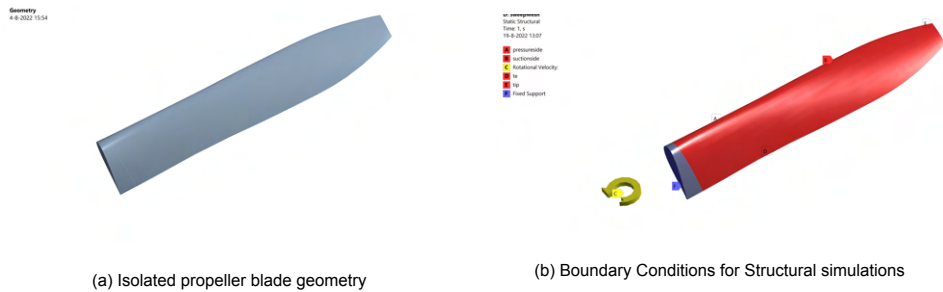 Geometry
4-8-2022 15:54
Static Structural
Time: 1, s
19-8-2022 13:07
A pressureside
B suctionside
C Rotational Velocity:
D te
E tip
F Fixed Support
A
D
F
(a) Isolated propeller blade geometry
(b) Boundary Conditions for Structural simulations